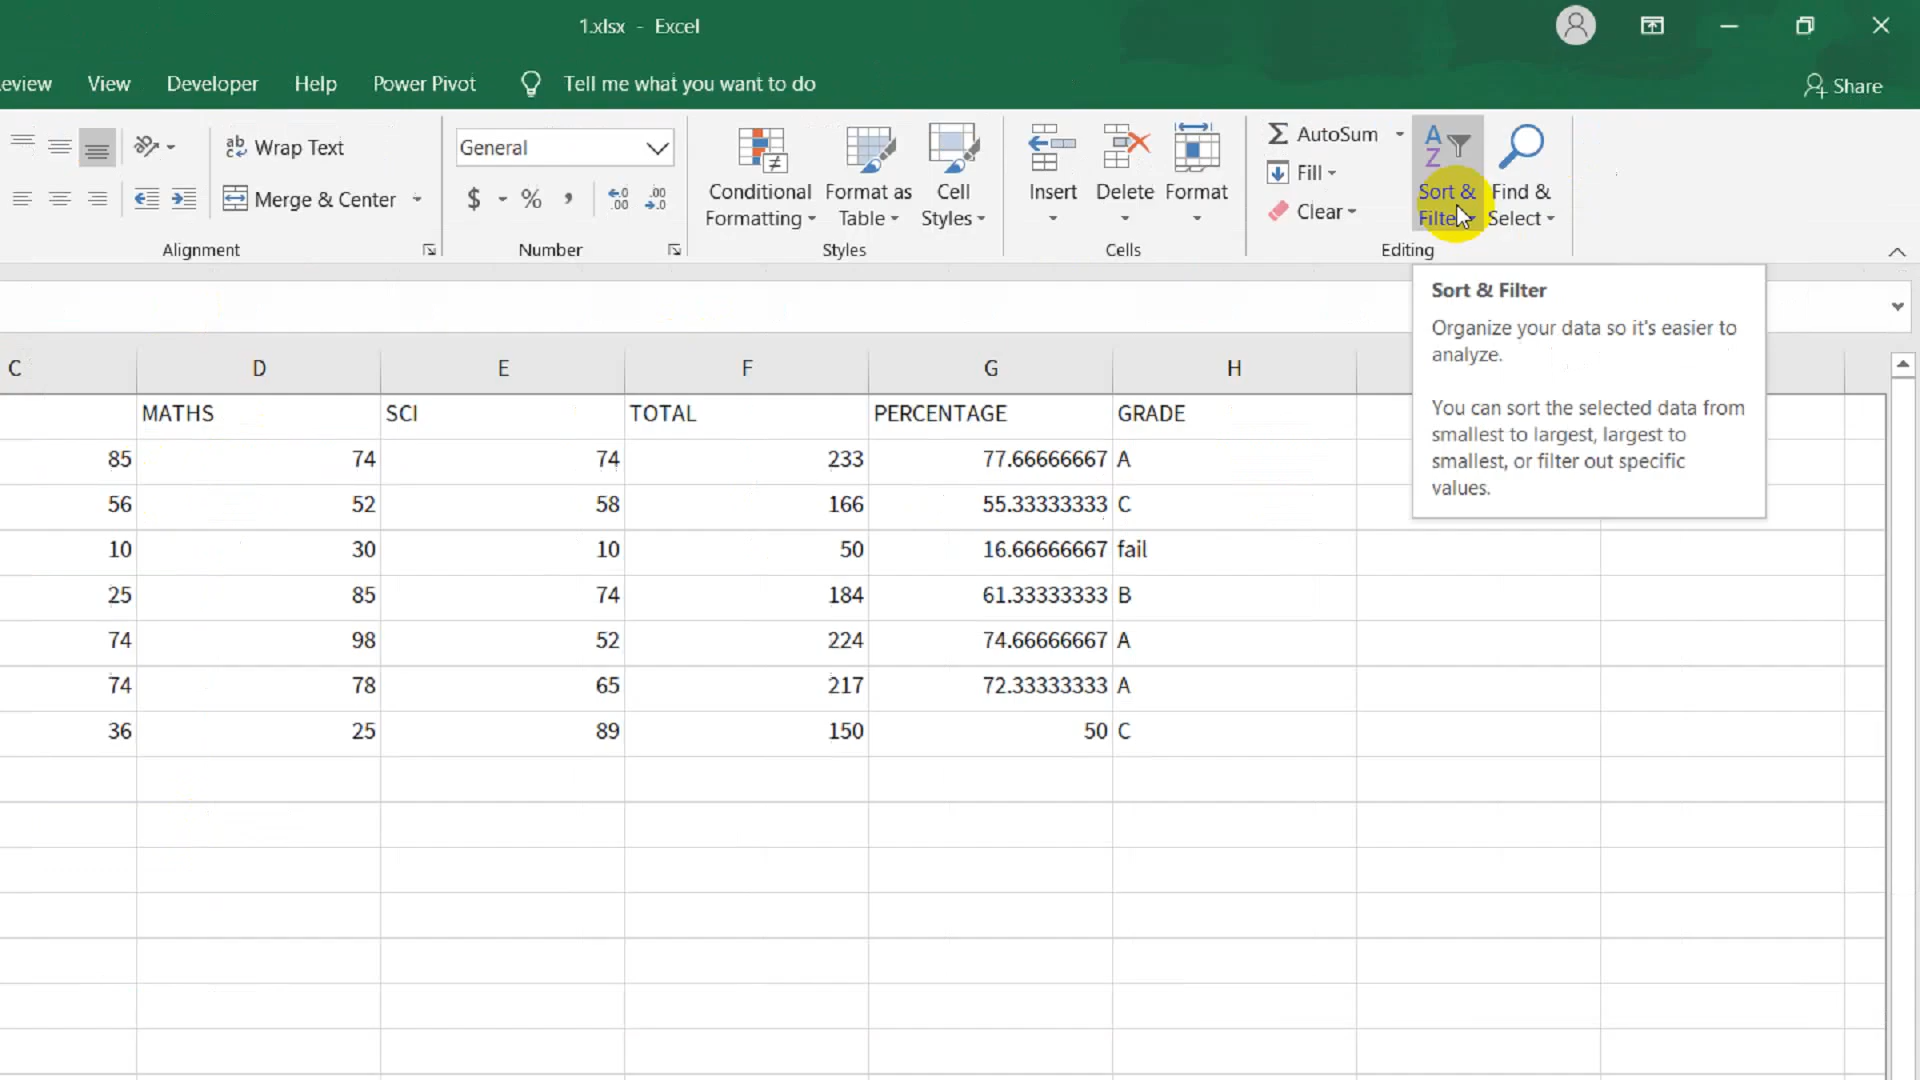 1.xlsx - Excel
eview View Developer Help Power Pivot Tell me what you want to do Share
Wrap Text
Merge & Center
Alignment
General
$ % , .00 .00
Number
Conditional Formatting
Format as Table
Cell Styles
Styles
Insert Delete Format
Cells
AutoSum
Fill
Clear
Sort & Filter
Find & Select
Editing
Sort & Filter
Organize your data so it's easier to
analyze.
You can sort the selected data from
smallest to largest, largest to
smallest, or filter out specific
values.
C D E F G H
MATHS SCI TOTAL PERCENTAGE GRADE
85 74 74 233 77.66666667 A
56 52 58 166 55.33333333 C
10 30 10 50 16.66666667 fail
25 85 74 184 61.33333333 B
74 98 52 224 74.66666667 A
74 78 65 217 72.33333333 A
36 25 89 150 50 C